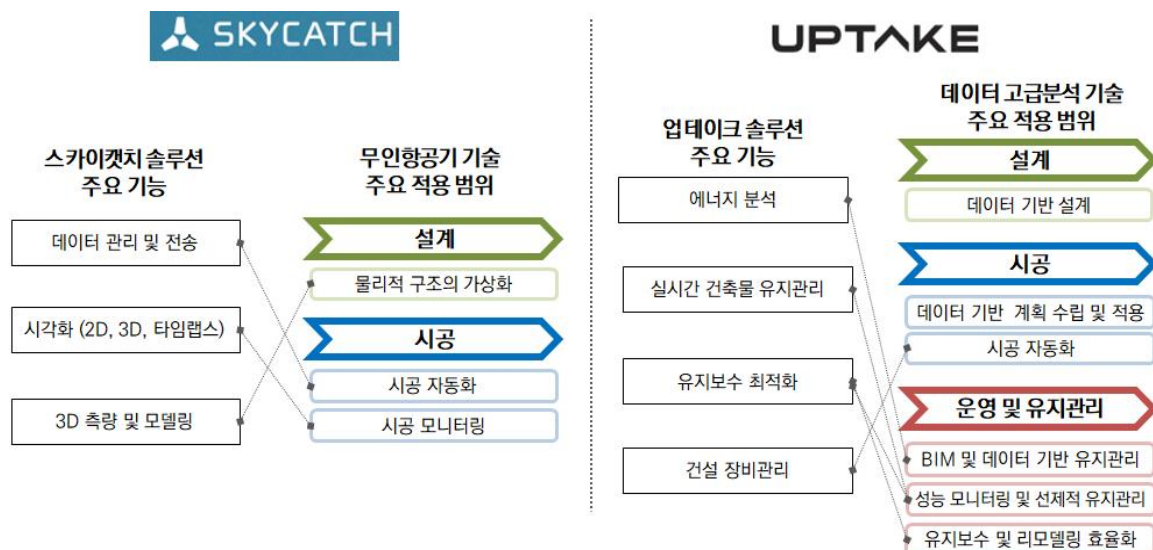 SKYCATCH
스카이캣치 솔루션
주요 기능
데이터 관리 및 전송
시각화 (2D, 3D, 타임랩스)
3D 측량 및 모델링
무인항공기 기술
주요 적용 범위
설계
물리적 구조의 가상화
시공
시공 자동화
시공 모니터링
UPTAKE
업테이크 솔루션
주요 기능
에너지 분석
실시간 건축물 유지관리
유지보수 최적화
건설 장비관리
데이터 고급분석 기술
주요 적용 범위
설계
데이터 기반 설계
시공
데이터 기반 계획 수립 및 적용
시공 자동화
운영 및 유지관리
BIM 및 데이터 기반 유지관리
성능 모니터링 및 선제적 유지관리
유지보수 및 리모델링 효율화